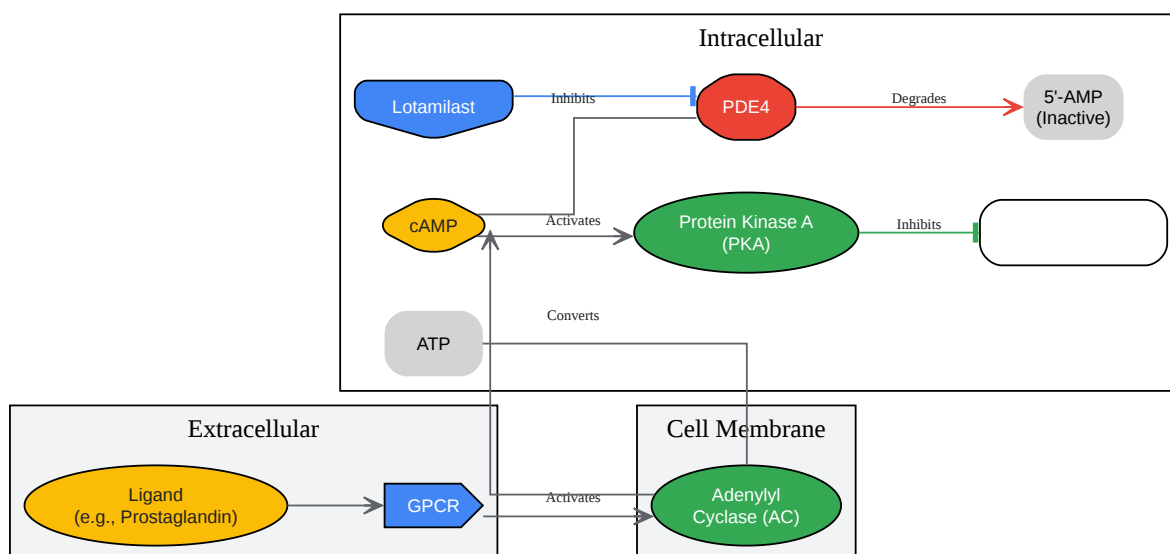 Intracellular
Lotamilast
Inhibits
PDE4
Degrades
5'-AMP
(Inactive)
cAMP
Activates
Protein Kinase A
(PKA)
Inhibits
ATP
Converts
Extracellular
Cell Membrane
Ligand
(e.g., Prostaglandin)
GPCR
Activates
Adenylyl
Cyclase (AC)